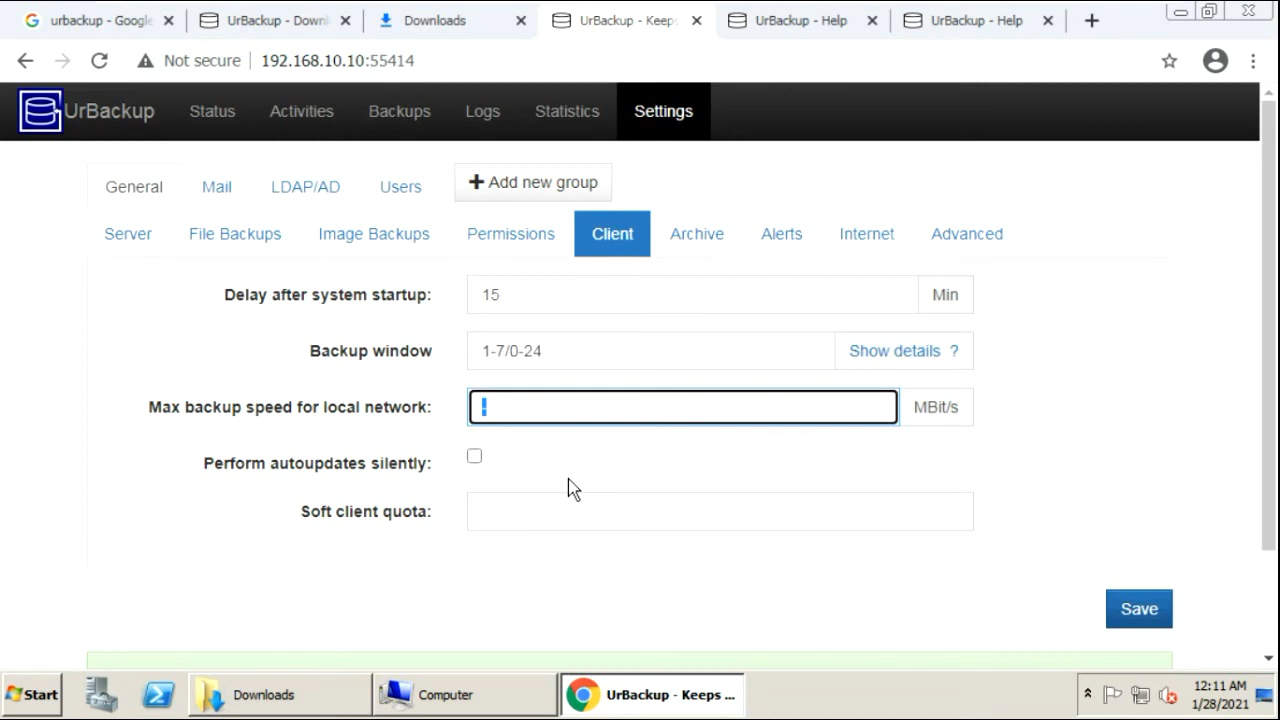 urbackup - Google
UrBackup - Downl
Downloads
UrBackup - Keeps
UrBackup - Help
UrBackup - Help
Not secure
192.168.10.10:55414
UrBackup
Status
Activities
Backups
Logs
Statistics
Settings
General
Mail
LDAP/AD
Users
Add new group
Server
File Backups
Image Backups
Permissions
Client
Archive
Alerts
Internet
Advanced
Delay after system startup:
15
Min
Backup window
1-7/0-24
Show details ?
Max backup speed for local network:
-
MBit/s
Perform autoupdates silently:
Soft client quota:
Save
Start
Downloads
Computer
UrBackup - Keeps ...
12:11 AM
1/28/2021